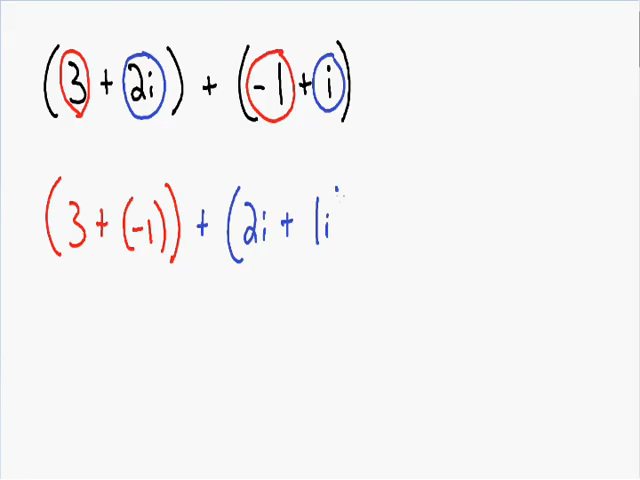 (3 + 2i) + (-1 + i)
(3 + (-1)) + (2i + 1i